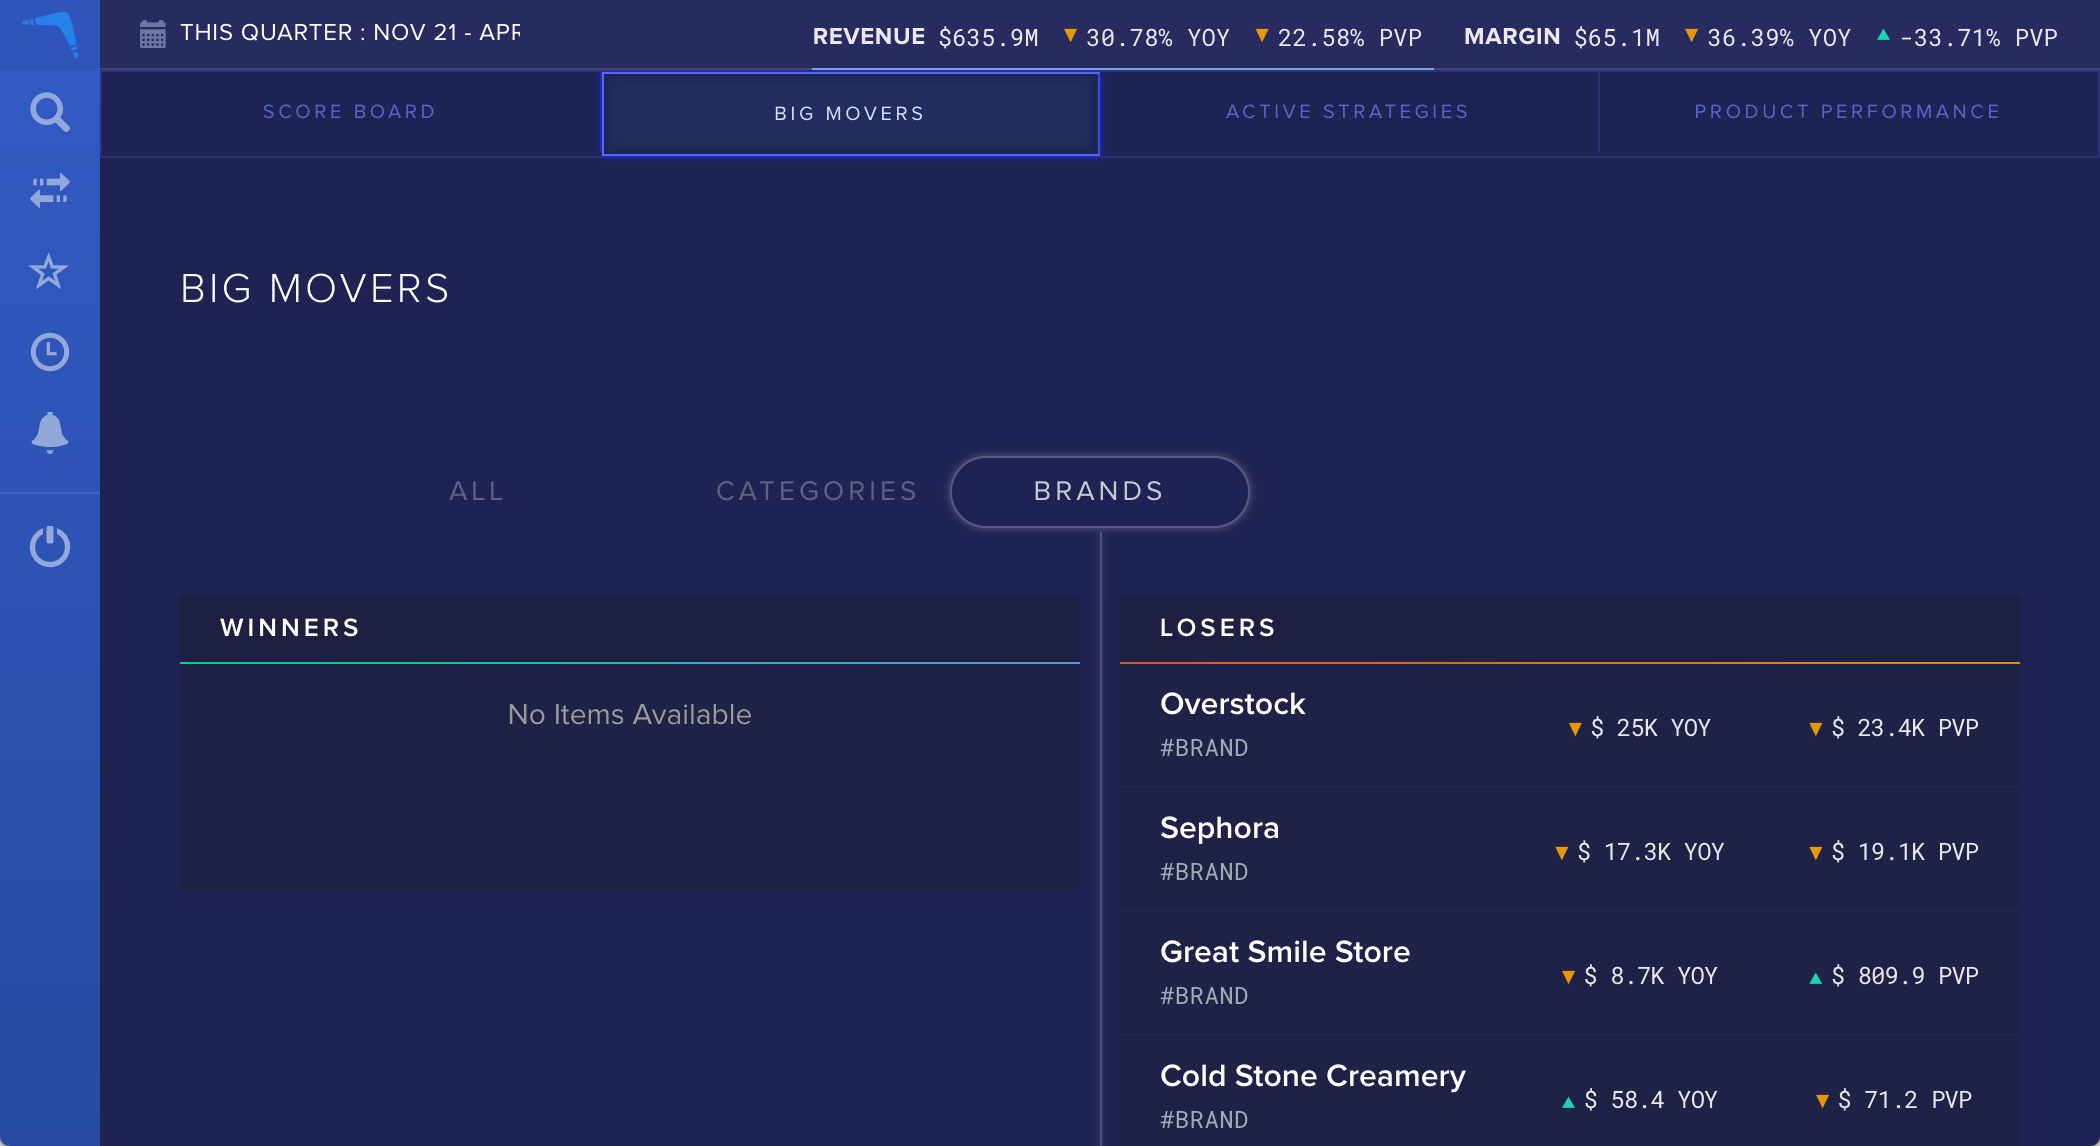 THIS QUARTER : NOV 21 - APR
REVENUE $635.9M ▼ 30.78% YOY ▼ 22.58% PVP MARGIN $65.1M ▼ 36.39% YOY ▲ -33.71% PVP
SCORE BOARD
BIG MOVERS
ACTIVE STRATEGIES
PRODUCT PERFORMANCE
BIG MOVERS
ALL
CATEGORIES
BRANDS
WINNERS
No Items Available
LOSERS
Overstock
#BRAND
▼ $ 25K YOY ▼ $ 23.4K PVP
Sephora
#BRAND
▼ $ 17.3K YOY ▼ $ 19.1K PVP
Great Smile Store
#BRAND
▼ $ 8.7K YOY ▲ $ 809.9 PVP
Cold Stone Creamery
#BRAND
▲ $ 58.4 YOY ▼ $ 71.2 PVP